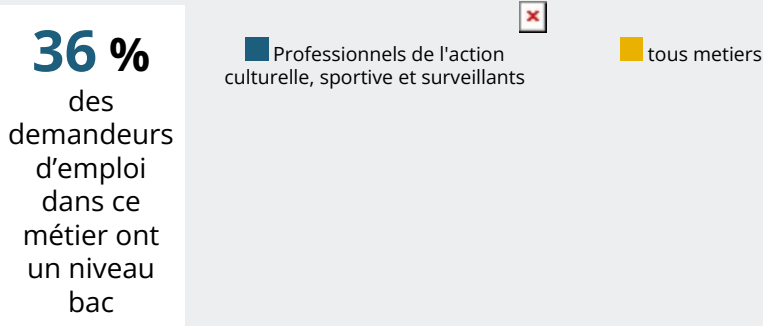 36 %
des
demandeurs
d’emploi
dans ce
métier ont
un niveau
bac
Professionnels de l'action
culturelle, sportive et surveillants
tous metiers